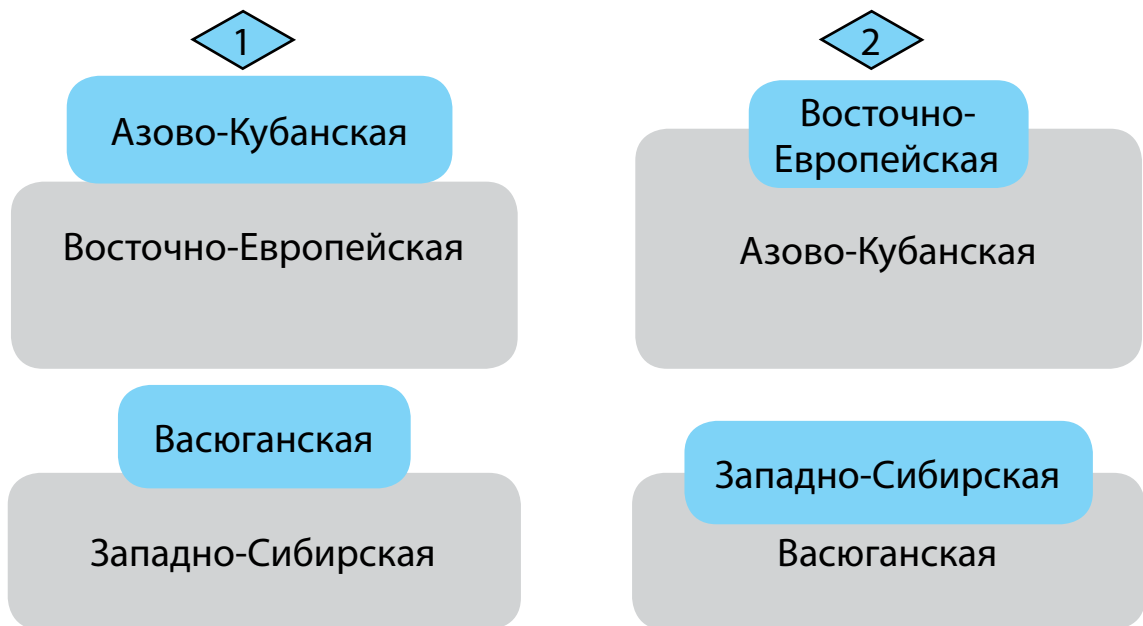 1
Азово-Кубанская
Восточно-Европейская
Васюганская
Западно-Сибирская
2
Восточно-
Европейская
Азово-Кубанская
Западно-Сибирская
Васюганская